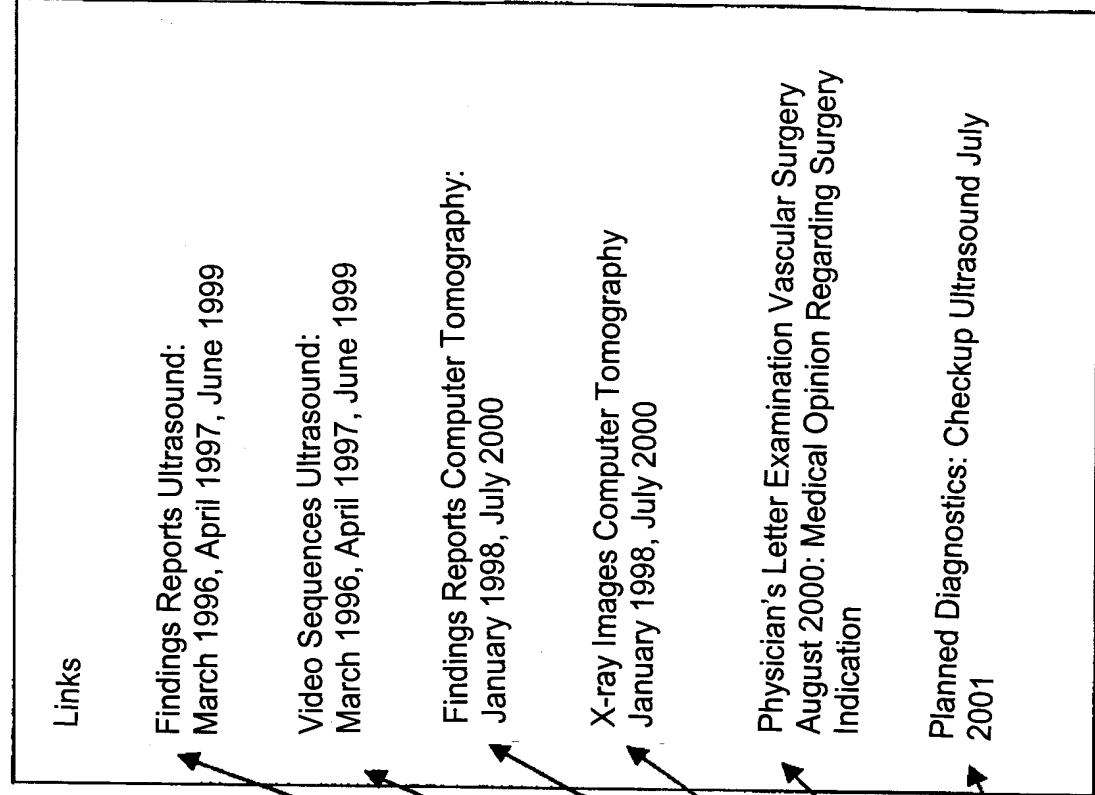 Links
Findings Reports Ultrasound:
March 1996, April 1997, June 1999
Video Sequences Ultrasound:
March 1996, April 1997, June 1999
Findings Reports Computer Tomography:
January 1998, July 2000
X-ray Images Computer Tomography
January 1998, July 2000
Physician's Letter Examination Vascular Surgery
August 2000: Medical Opinion Regarding Surgery
Indication
Planned Diagnostics: Checkup Ultrasound July
2001